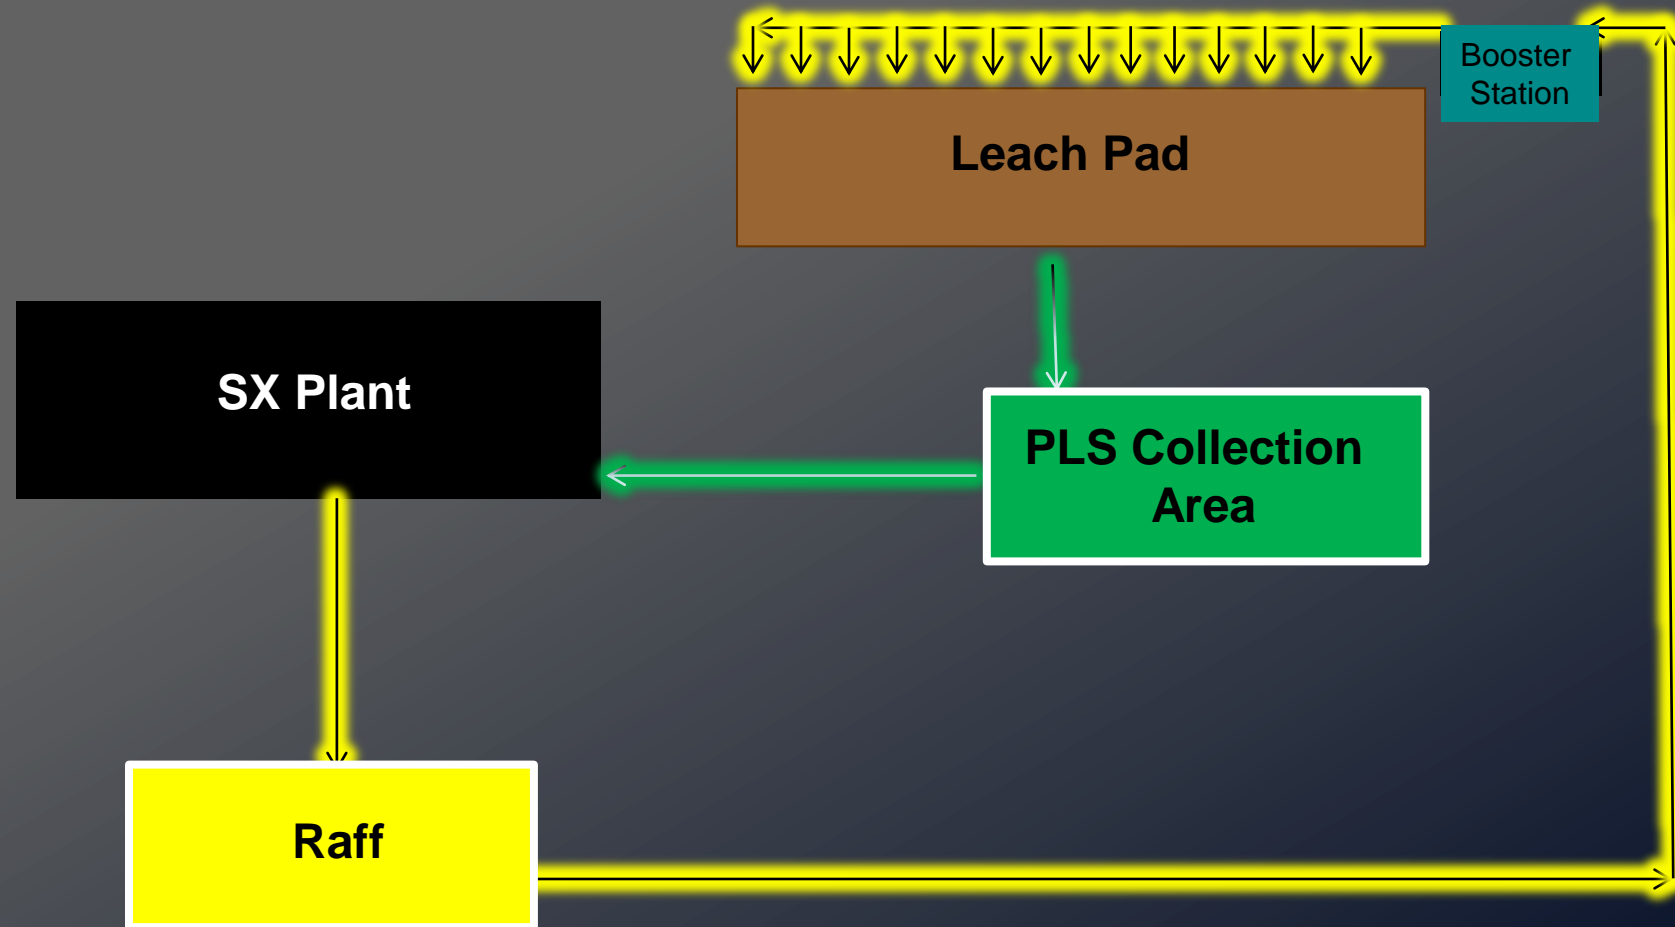 Booster
Station
Leach Pad
SX Plant
PLS Collection
Area
Raff